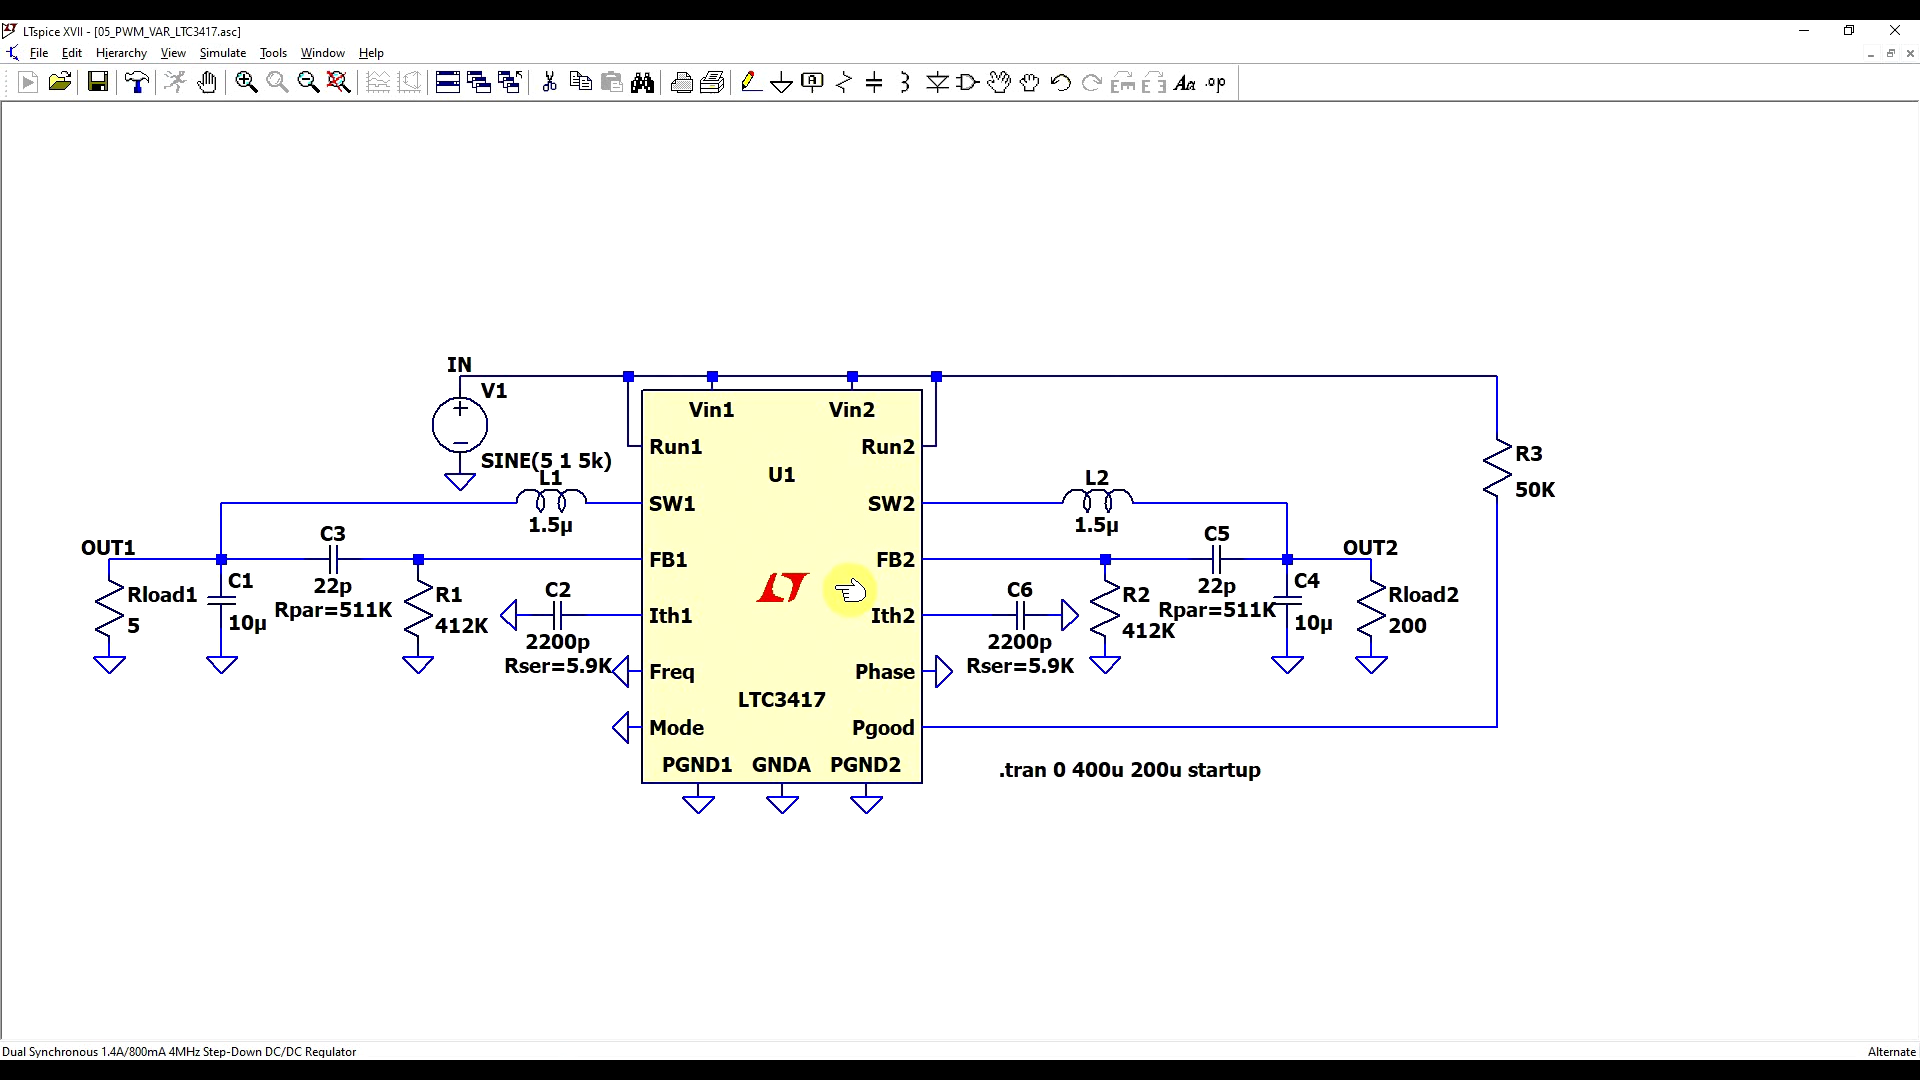 LTspice XVII - [05_PWM_VAR_LTC3417.asc]
File Edit Hierarchy View Simulate Tools Window Help
A Aa .op
IN
V1
SINE(5 1 5k)
Vin1 Vin2
Run1 Run2
U1
R3
50K
L1
1.5µ
SW1 SW2
L2
1.5µ
OUT1
C3
22p
Rpar=511K
FB1 FB2
C5
22p
Rpar=511K
OUT2
Rload1
5
C1
10µ
R1
412K
C2
2200p
Rser=5.9K
Ith1 Ith2
C6
2200p
Rser=5.9K
R2
412K
C4
10µ
Rload2
200
Freq Phase
LTC3417
Mode Pgood
PGND1 GNDA PGND2
.tran 0 400u 200u startup
Dual Synchronous 1.4A/800mA 4MHz Step-Down DC/DC Regulator
Alternate